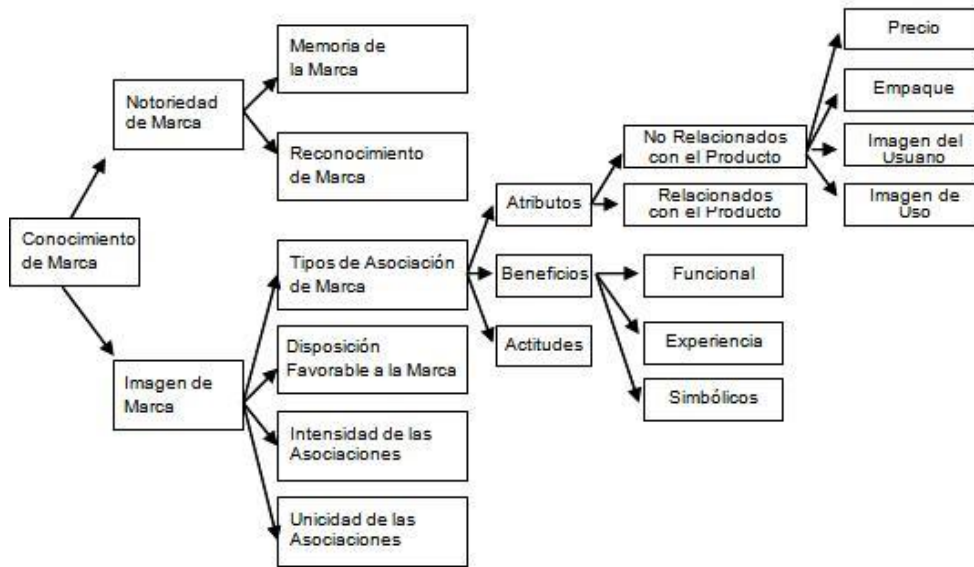 Conocimiento
de Marca
Notoriedad
de Marca
Imagen de
Marca
Memoria de
la Marca
Reconocimiento
de Marca
Tipos de Asociación
de Marca
Disposición
Favorable a la Marca
Intensidad de las
Asociaciones
Unicidad de las
Asociaciones
Atributos
Beneficios
Actitudes
No Relacionados
con el Producto
Relacionados
con el Producto
Funcional
Experiencia
Simbólicos
Precio
Empaque
Imagen del
Usuario
Imagen de
Uso